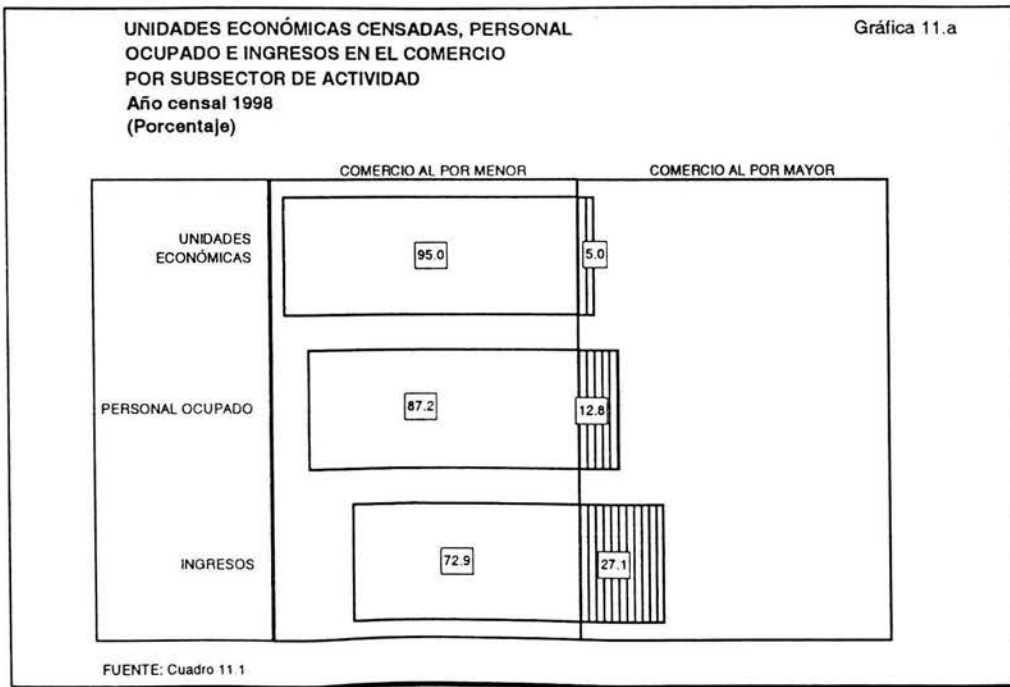 UNIDADES ECONÓMICAS CENSADAS, PERSONAL
OCUPADO E INGRESOS EN EL COMERCIO
POR SUBSECTOR DE ACTIVIDAD
Año censal 1998
(Porcentaje)
Gráfica 11.a
COMERCIO AL POR MENOR
COMERCIO AL POR MAYOR
UNIDADES
ECONÓMICAS
95.0
5.0
PERSONAL OCUPADO
87.2
12.8
INGRESOS
72.9
27.1
FUENTE: Cuadro 11.1